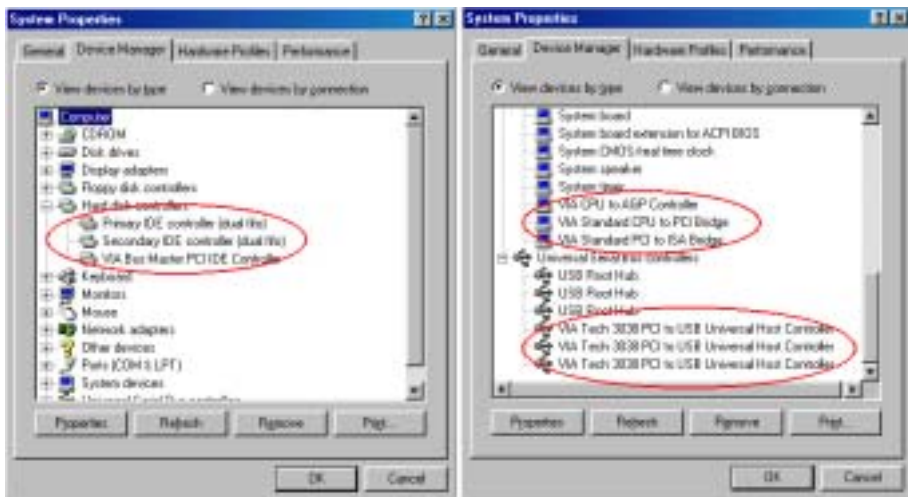 System Properties
General Device Manager Hardware Profiles Performance
View devices by type View devices by connection
Computer
CDROM
Disk drives
Display adapters
Floppy disk controllers
Hard disk controllers
Primary IDE controller (dual fifo)
Secondary IDE controller (dual fifo)
VIA Bus Master PCI IDE Controller
Keyboard
Monitors
Mouse
Network adapters
Other devices
Ports (COM & LPT)
System devices
Universal Serial Bus controllers
Properties Refresh Remove Print...
OK Cancel
System Properties
General Device Manager Hardware Profiles Performance
View devices by type View devices by connection
System board
System board extension for ACPI BIOS
System CMOS/real time clock
System speaker
System timer
VIA CPU to AGP Controller
VIA Standard CPU to PCI Bridge
VIA Standard PCI to ISA Bridge
Universal Serial Bus controllers
USB Root Hub
USB Root Hub
USB Root Hub
VIA Tech 3038 PCI to USB Universal Host Controller
VIA Tech 3038 PCI to USB Universal Host Controller
VIA Tech 3038 PCI to USB Universal Host Controller
Properties Refresh Remove Print...
OK Cancel